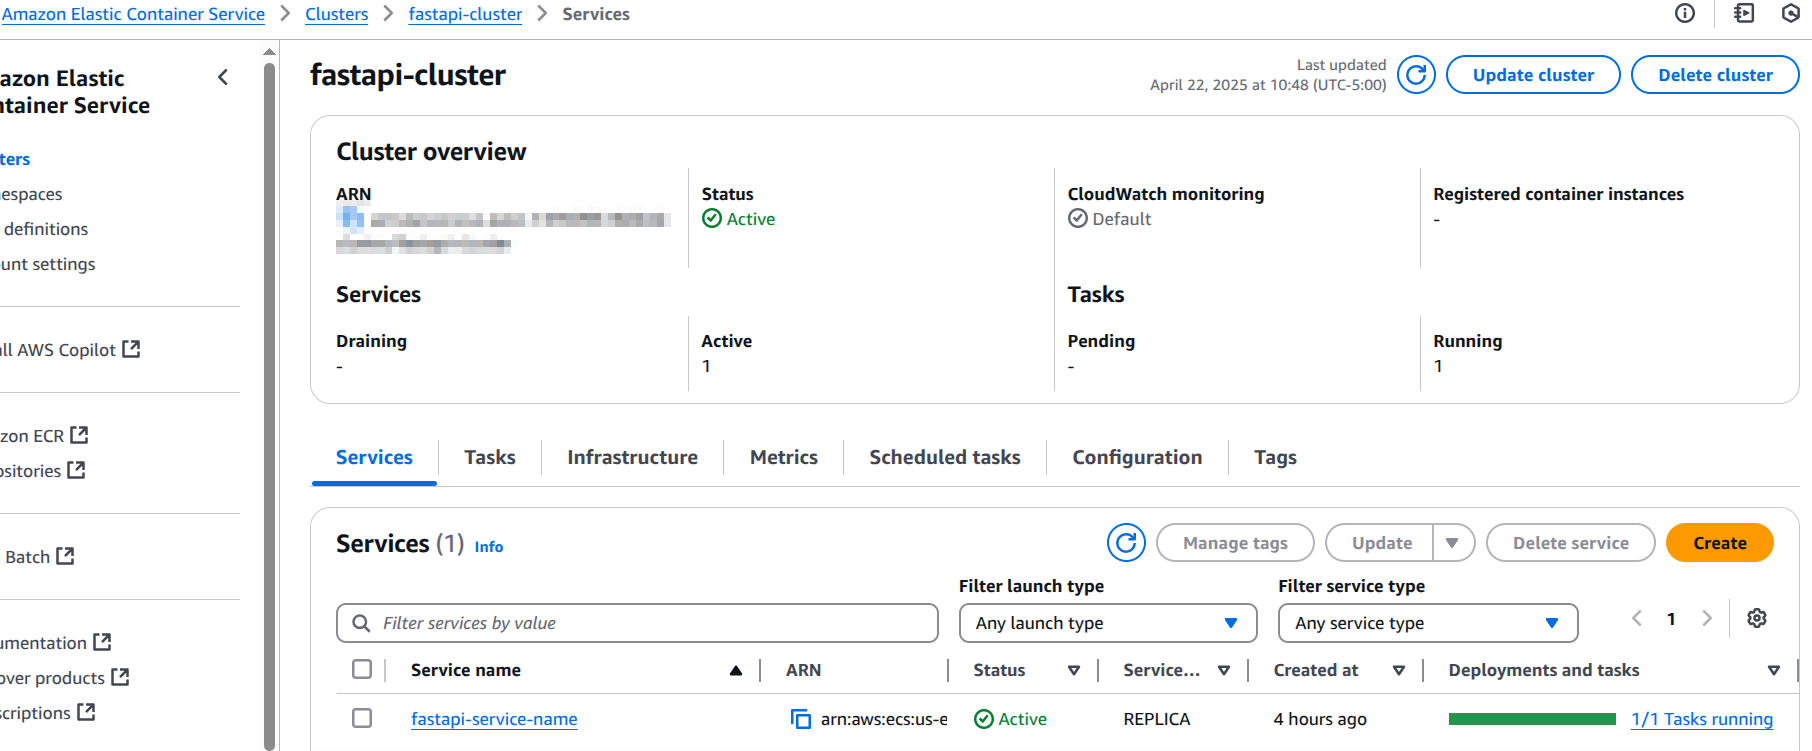 Amazon Elastic Container Service > Clusters > fastapi-cluster > Services
azon Elastic
ntainer Service
ters
espaces
definitions
unt settings
ll AWS Copilot
zon ECR
ositories
Batch
umentation
over products
scriptions
fastapi-cluster
Last updated
April 22, 2025 at 10:48 (UTC-5:00)
Update cluster
Delete cluster
Cluster overview
ARN
Status
Active
CloudWatch monitoring
Default
Registered container instances
-
Services
Tasks
Draining
-
Active
1
Pending
-
Running
1
Services Tasks Infrastructure Metrics Scheduled tasks Configuration Tags
Services (1) Info
Manage tags Update Delete service Create
Filter launch type
Filter service type
Filter services by value
Any launch type
Any service type
1
Service name ARN Status Service... Created at Deployments and tasks
fastapi-service-name arn:aws:ecs:us-e Active REPLICA 4 hours ago 1/1 Tasks running